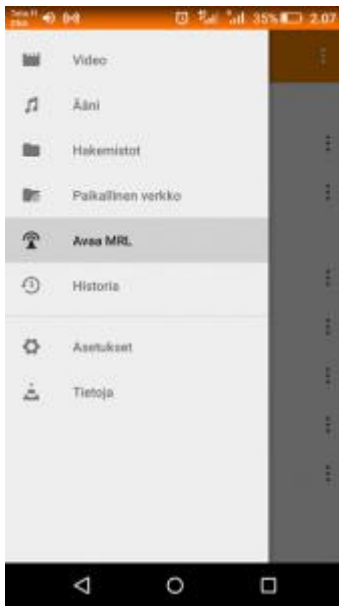 35% 2.07
Video
Ääni
Hakemistot
Paikallinen verkko
Avaa MRL
Historia
Asetukset
Tietoja